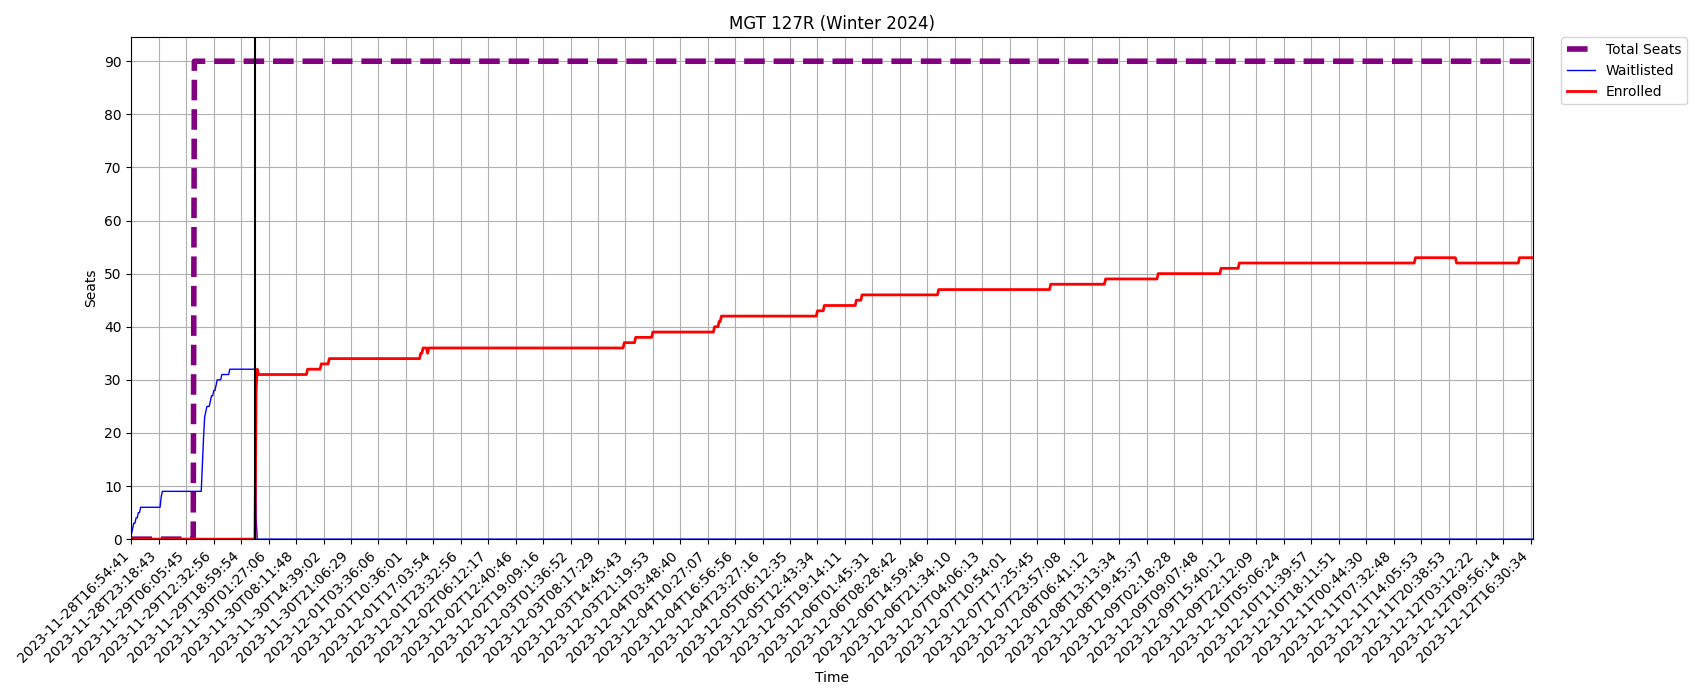 MGT 127R (Winter 2024)
Total Seats
Waitlisted
Enrolled
90
80
70
60
50
40
30
20
10
0
Seats
2023-11-28T16:54:41
2023-11-28T23:18:43
2023-11-29T06:05:45
2023-11-29T12:32:56
2023-11-29T18:59:54
2023-11-30T01:27:06
2023-11-30T08:11:48
2023-11-30T14:39:02
2023-11-30T21:06:29
2023-12-01T03:36:06
2023-12-01T10:36:01
2023-12-01T17:03:54
2023-12-01T23:32:56
2023-12-02T06:12:17
2023-12-02T12:40:46
2023-12-02T19:09:16
2023-12-03T01:36:52
2023-12-03T08:17:29
2023-12-03T14:45:43
2023-12-03T21:19:53
2023-12-04T03:48:40
2023-12-04T10:27:07
2023-12-04T16:56:56
2023-12-04T23:27:16
2023-12-05T06:12:35
2023-12-05T12:43:34
2023-12-05T19:14:11
2023-12-06T01:45:31
2023-12-06T08:28:42
2023-12-06T14:59:46
2023-12-06T21:34:10
2023-12-07T04:06:13
2023-12-07T10:54:01
2023-12-07T17:25:45
2023-12-07T23:57:08
2023-12-08T06:41:12
2023-12-08T13:13:34
2023-12-08T19:45:37
2023-12-09T02:18:28
2023-12-09T09:07:48
2023-12-09T15:40:12
2023-12-09T22:12:09
2023-12-10T05:06:24
2023-12-10T11:39:57
2023-12-10T18:11:51
2023-12-11T00:44:30
2023-12-11T07:32:48
2023-12-11T14:05:53
2023-12-11T20:38:53
2023-12-12T03:12:22
2023-12-12T09:56:14
2023-12-12T16:30:34
Time